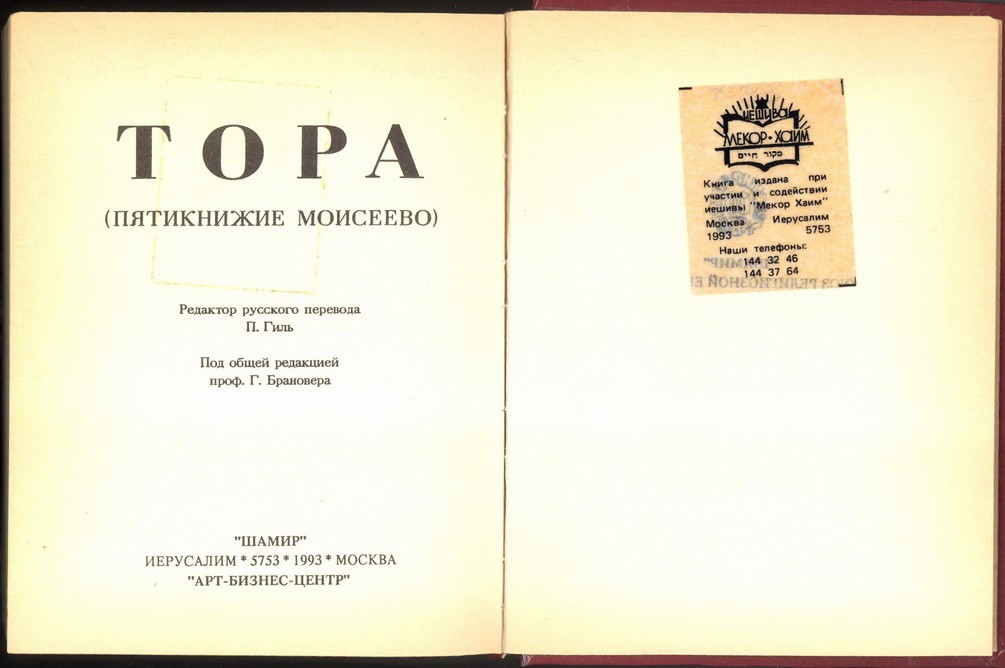 ТОРА
(ПЯТИКНИЖИЕ МОИСЕЕВО)
Редактор русского перевода
П. Гиль
Под общей редакцией
проф. Г. Брановера
"ШАМИР"
ИЕРУСАЛИМ * 5753 * 1993 * МОСКВА
"АРТ-БИЗНЕС-ЦЕНТР"
ИЕШИВА
МЕКОР•ХАИМ
מקור חיים
Книга издана при
участии и содействии
иешивы "Мекор Хаим"
Москва Иерусалим
1993 5753
Наши телефоны:
144 32 46
144 37 64